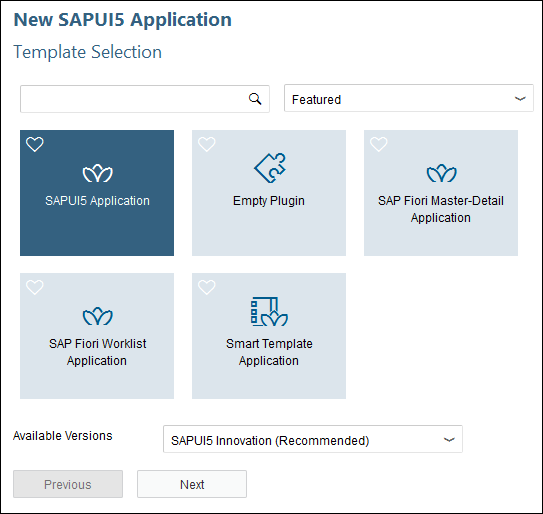 New SAPUI5 Application
Template Selection
Featured
SAPUI5 Application
Empty Plugin
SAP Fiori Master-Detail
Application
SAP Fiori Worklist
Application
Smart Template
Application
Available Versions
SAPUI5 Innovation (Recommended)
Previous
Next